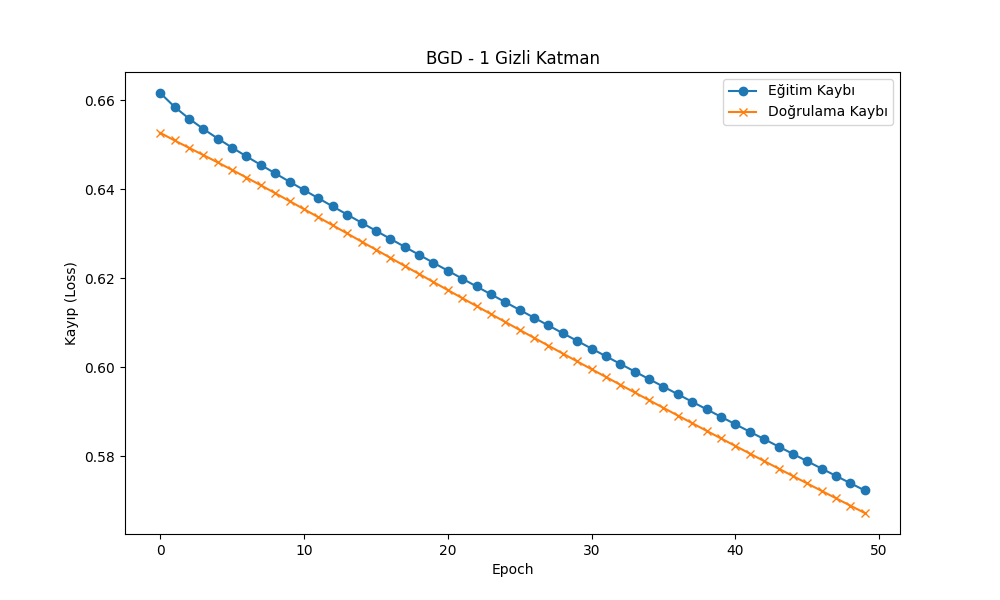 BGD - 1 Gizli Katman
Eğitim Kaybı
Doğrulama Kaybı
Kayıp (Loss)
0.66
0.64
0.62
0.60
0.58
0
10
20
30
40
50
Epoch